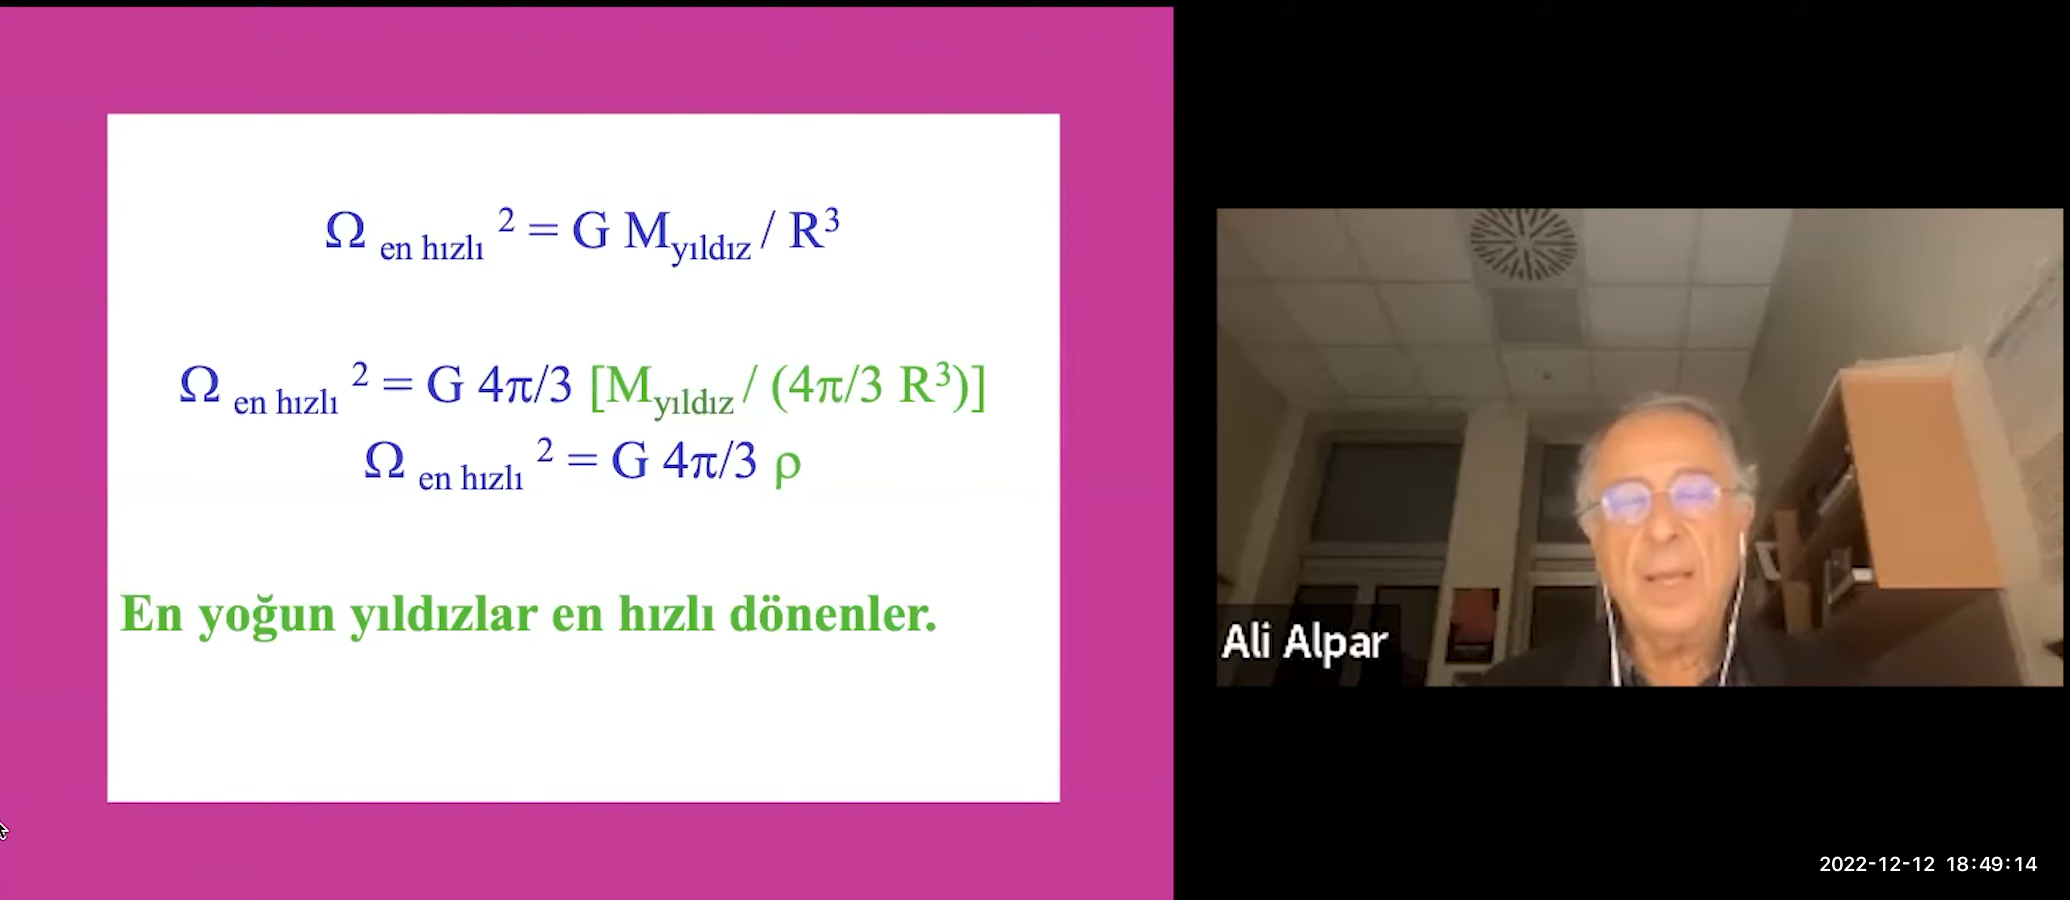 Ω en hızlı ² = G Myıldız / R³
Ω en hızlı ² = G 4π/3 [Myıldız / (4π/3 R³)]
Ω en hızlı ² = G 4π/3 ρ
En yoğun yıldızlar en hızlı dönenler.
Ali Alpar
2022-12-12 18:49:14